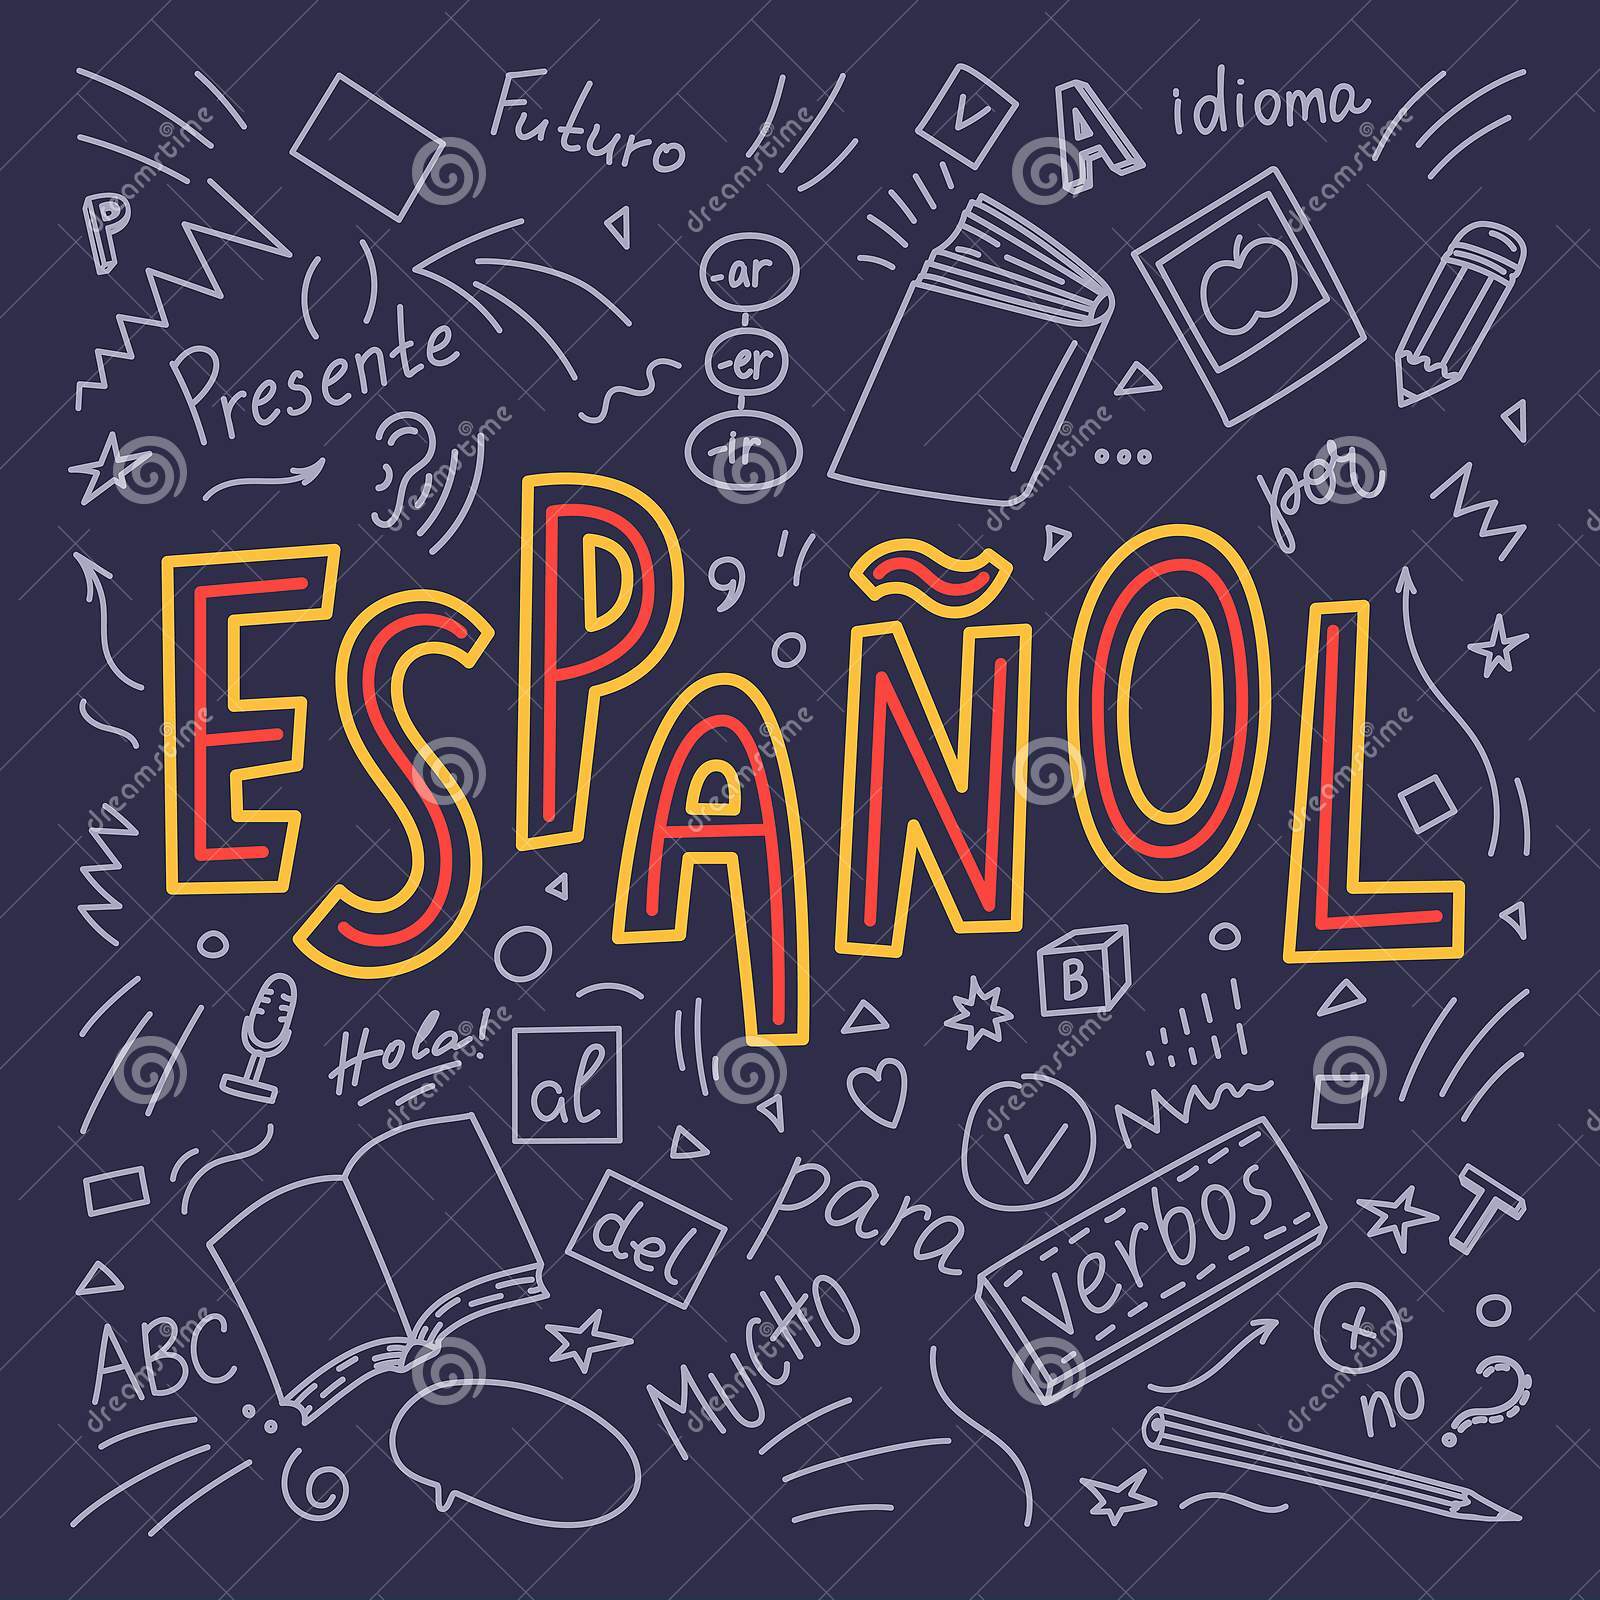 Futuro
V
A
idioma
P
-ar
-er
-ir
Presente
por
ESPAÑOL
B
Hola!
al
V
para
del
verbos
T
ABC
MUCHO
no
?
dreamstime